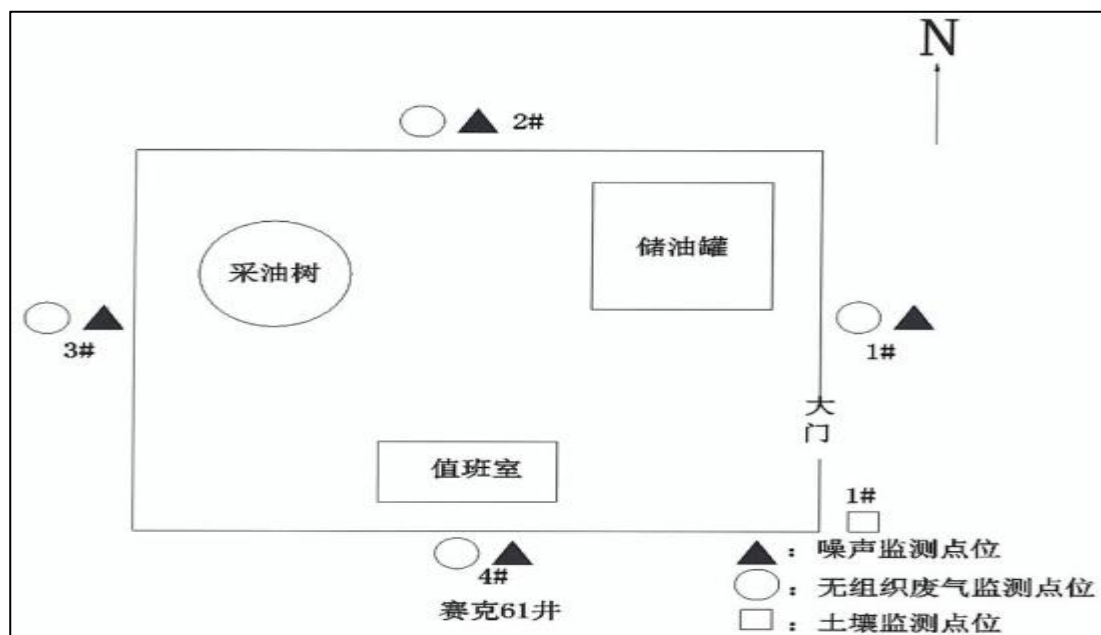 N
2#
储油罐
采油树
3#
1#
大
门
值班室
1#
4#
赛克61井
▲：噪声监测点位
○：无组织废气监测点位
□：土壤监测点位